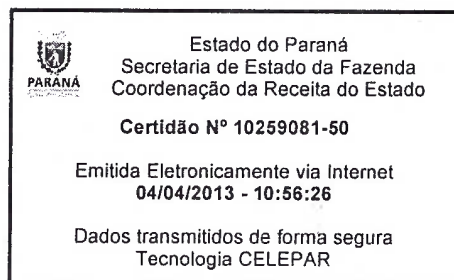 PARANÁ
Estado do Paraná
Secretaria de Estado da Fazenda
Coordenação da Receita do Estado
Certidão Nº 10259081-50
Emitida Eletronicamente via Internet
04/04/2013 - 10:56:26
Dados transmitidos de forma segura
Tecnologia CELEPAR